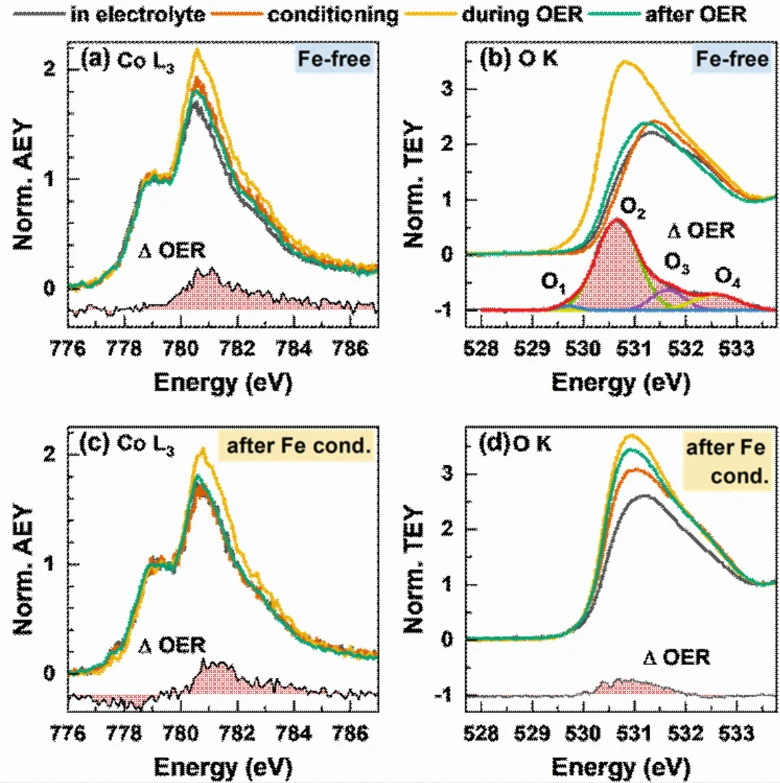 in electrolyte conditioning during OER after OER
(a) Co L3 Fe-free
Norm. AEY
2
1
0
Δ OER
776 778 780 782 784 786
Energy (eV)
(b) O K Fe-free
Norm. TEY
3
2
1
0
-1
O2
Δ OER
O1
O3
O4
528 529 530 531 532 533
Energy (eV)
(c) Co L3 after Fe cond.
Norm. AEY
2
1
0
Δ OER
776 778 780 782 784 786
Energy (eV)
(d) O K after Fe
cond.
Norm. TEY
3
2
1
0
-1
Δ OER
528 529 530 531 532 533
Energy (eV)